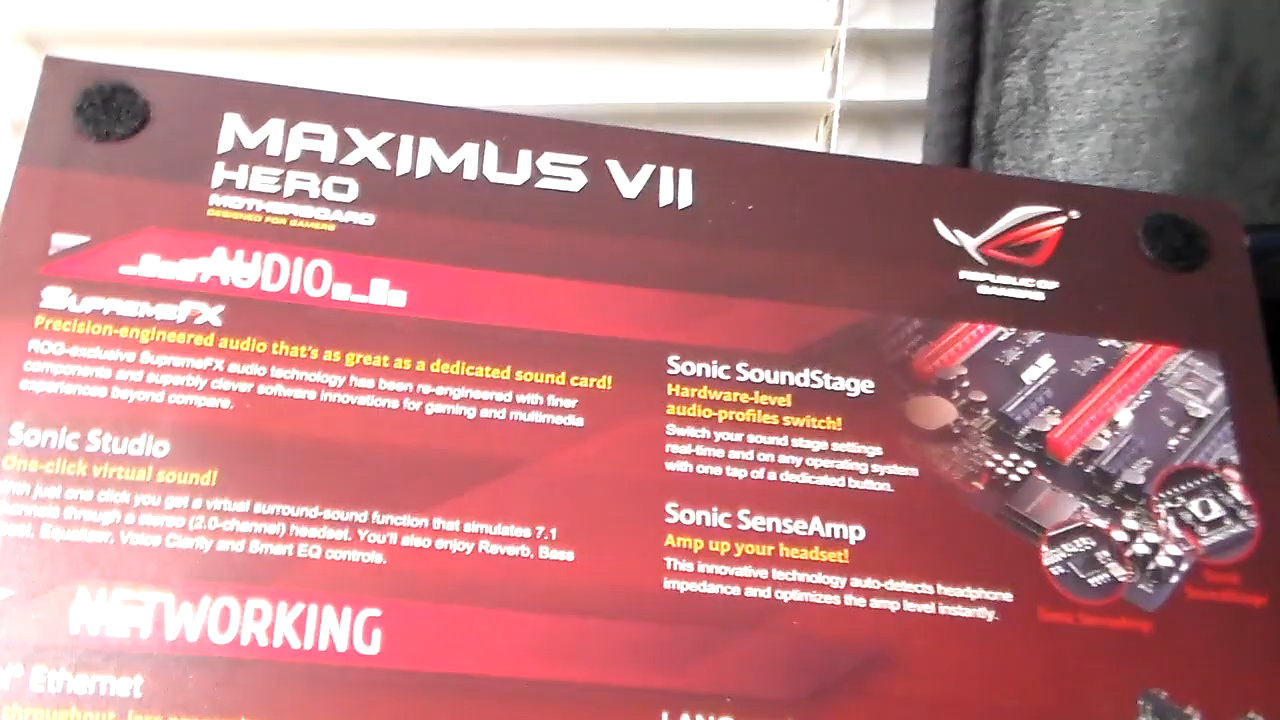 MAXIMUS VII
HERO
MOTHERBOARD
DESIGNED FOR GAMERS
REPUBLIC OF
GAMERS
AUDIO
SUPREMEFX
Precision-engineered audio that's as great as a dedicated sound card!
ROG-exclusive SupremeFX audio technology has been re-engineered with finer
components and superbly clever software innovations for gaming and multimedia
experiences beyond compare.
Sonic Studio
One-click virtual sound!
With just one click you get a virtual surround-sound function that simulates 7.1
channels through a stereo (2.0-channel) headset. You'll also enjoy Reverb, Bass
Equalizer, Voice Clarity and Smart EQ controls.
Sonic SoundStage
Hardware-level
audio-profiles switch!
Switch your sound stage settings
real-time and on any operating system
with one tap of a dedicated button.
Sonic SenseAmp
Amp up your headset!
This innovative technology auto-detects headphone
impedance and optimizes the amp level instantly.
NETWORKING
Ethernet
throughout, less